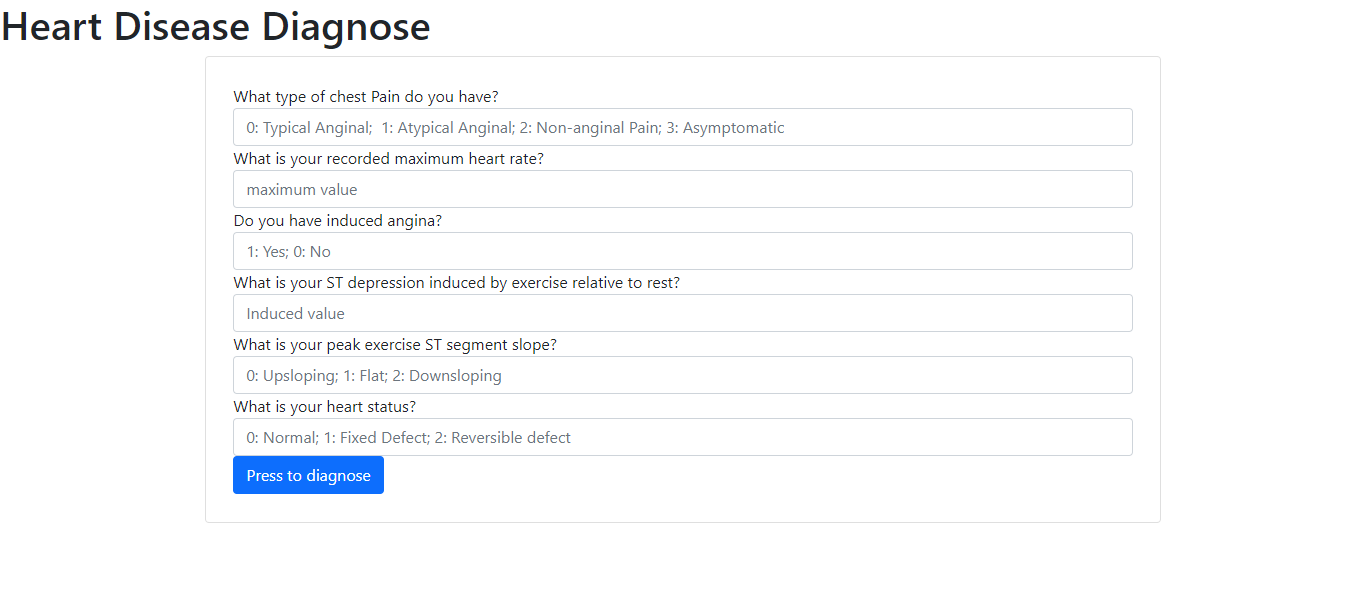 Heart Disease Diagnose
What type of chest Pain do you have?
0: Typical Anginal;  1: Atypical Anginal; 2: Non-anginal Pain; 3: Asymptomatic
What is your recorded maximum heart rate?
maximum value
Do you have induced angina?
1: Yes; 0: No
What is your ST depression induced by exercise relative to rest?
Induced value
What is your peak exercise ST segment slope?
0: Upsloping; 1: Flat; 2: Downsloping
What is your heart status?
0: Normal; 1: Fixed Defect; 2: Reversible defect
Press to diagnose